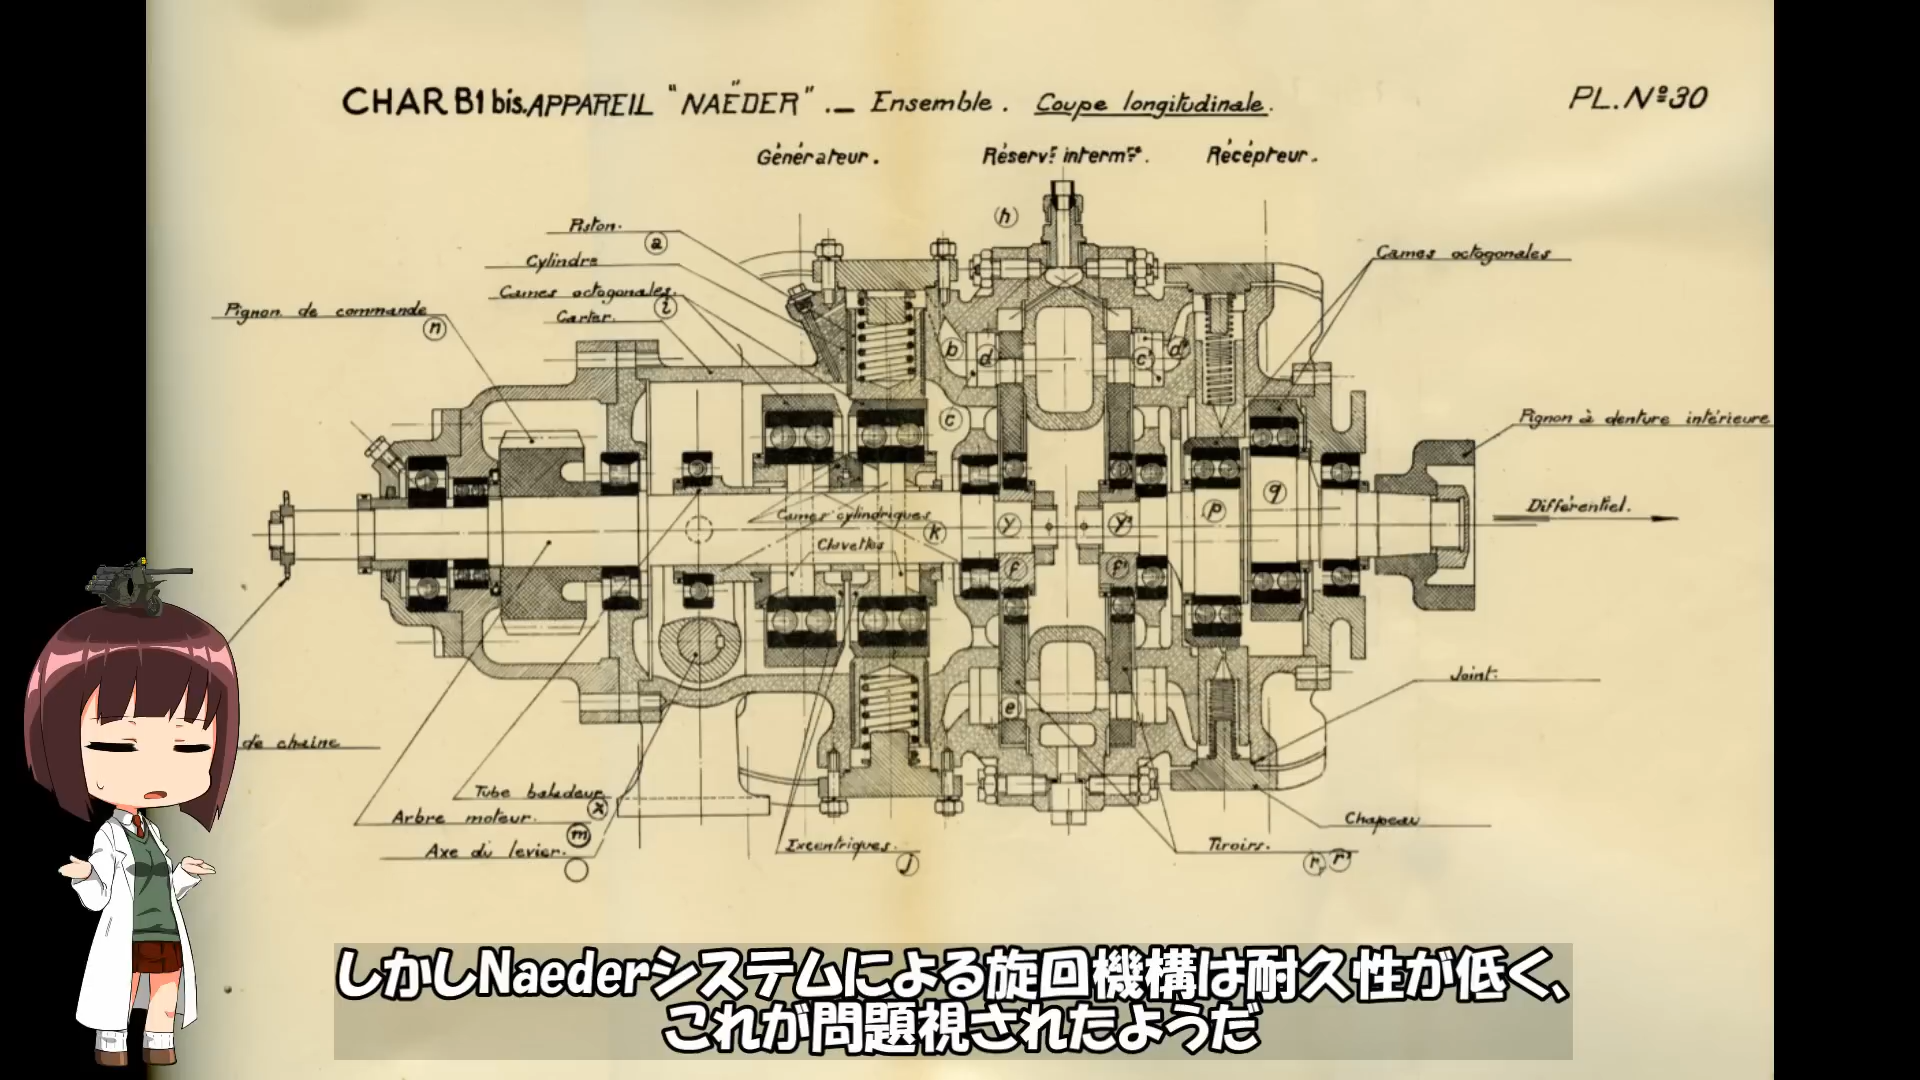 CHAR B1 bis. APPAREIL "NAËDER". — Ensemble. Coupe longitudinale.
PL. Nº 30
Générateur.
Réserv.r interm.re.
Récepteur.
Piston.
a
Cylindre
Cames octogonales.
i
Carter.
Pignon de commande
n
h
Cames octogonales
b
d
c'
d'
c
Pignon à denture intérieure
q
p
Différentiel.
Cames cylindriques
k
y
y'
Clavettes
f
f'
Joint.
e
de chaine
Tube baladeur
x
Arbre moteur.
m
Axe du levier.
Excentriques.
j
Tiroirs.
r, r'
Chapeau
しかしNaederシステムによる旋回機構は耐久性が低く、
これが問題視されたようだ